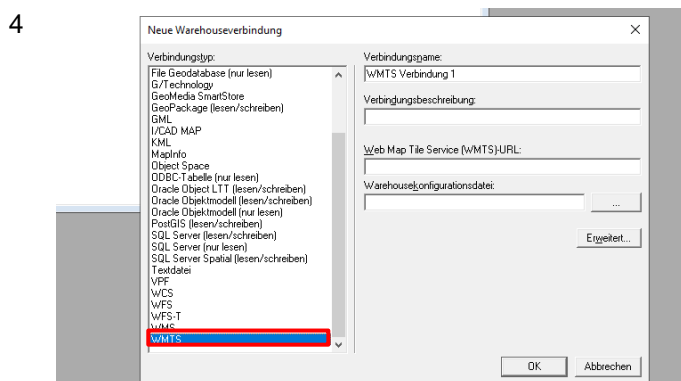 4
Neue Warehouseverbindung
Verbindungstyp:
File Geodatabase (nur lesen)
G/Technology
GeoMedia SmartStore
GeoPackage (lesen/schreiben)
GML
I/CAD MAP
KML
MapInfo
Object Space
ODBC-Tabelle (nur lesen)
Oracle Object LTT (lesen/schreiben)
Oracle Objektmodell (lesen/schreiben)
Oracle Objektmodell (nur lesen)
PostGIS (lesen/schreiben)
SQL Server (lesen/schreiben)
SQL Server (nur lesen)
SQL Server Spatial (lesen/schreiben)
Textdatei
VPF
WCS
WFS
WFS-T
WMS
WMTS
Verbindungsname:
WMTS Verbindung 1
Verbindungsbeschreibung:
Web Map Tile Service (WMTS)-URL:
Warehousekonfigurationsdatei:
...
Erweitert...
OK Abbrechen